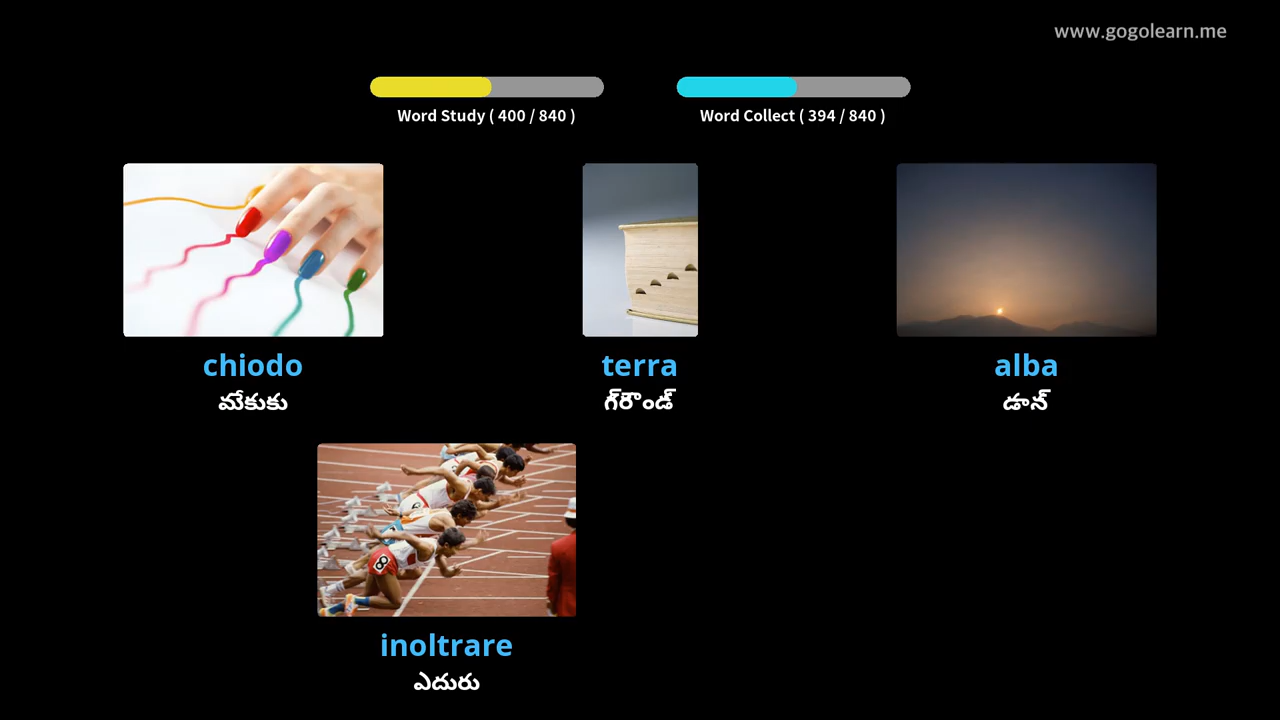 www.gogolearn.me
Word Study ( 400 / 840 )
Word Collect ( 394 / 840 )
chiodo
మేకుకు
terra
గ్‌రౌండ్
alba
డాన్
inoltrare
ఎదురు